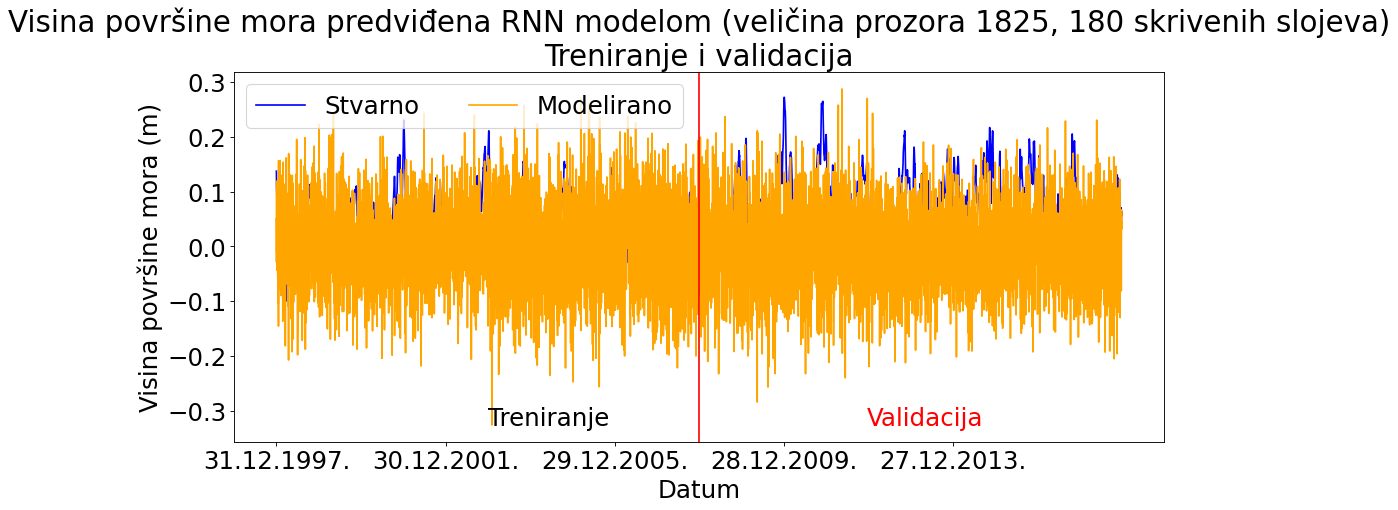 Visina površine mora predviđena RNN modelom (veličina prozora 1825, 180 skrivenih slojeva)
Treniranje i validacija
Stvarno
Modelirano
Visina površine mora (m)
0.3
0.2
0.1
0.0
−0.1
−0.2
−0.3
Treniranje
Validacija
31.12.1997.
30.12.2001.
29.12.2005.
28.12.2009.
27.12.2013.
Datum